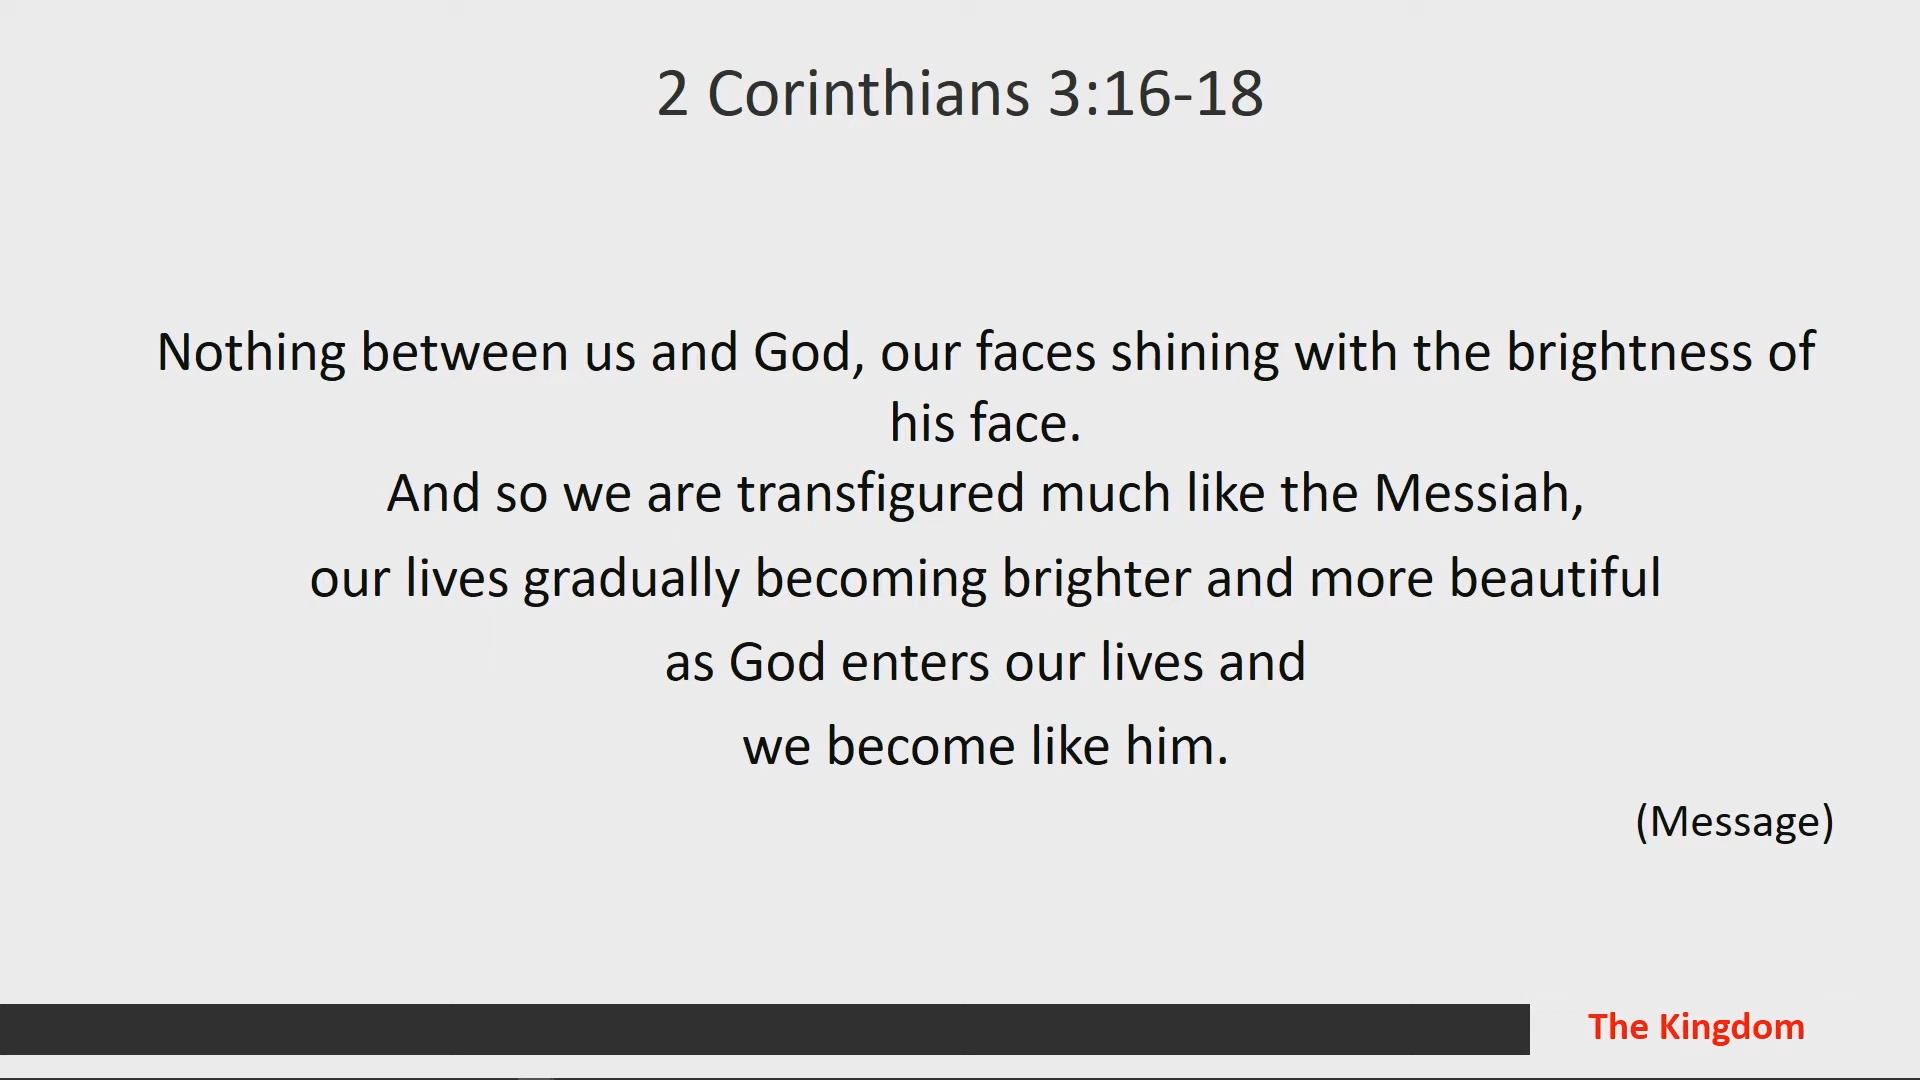 2 Corinthians 3:16-18
Nothing between us and God, our faces shining with the brightness of
his face.
And so we are transfigured much like the Messiah,
our lives gradually becoming brighter and more beautiful
as God enters our lives and
we become like him.
(Message)
The Kingdom